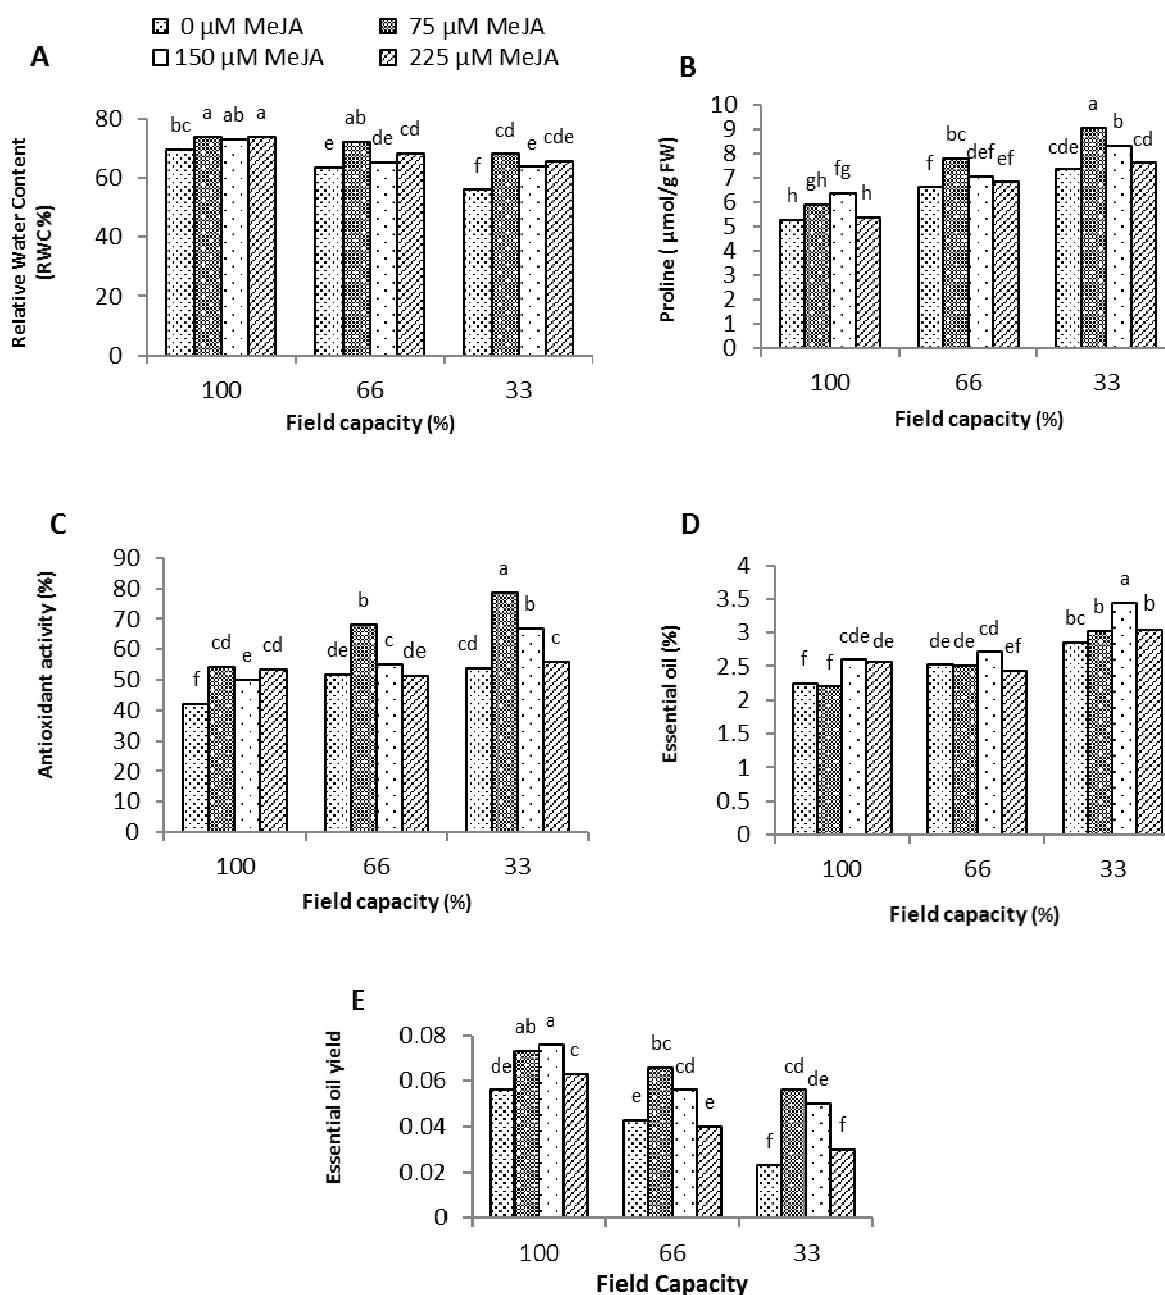 0 µM MeJA 75 µM MeJA
150 µM MeJA 225 µM MeJA
A
80
60
40
20
0
Relative Water Content
(RWC %)
bc a ab a e ab de cd f cd e cde
100 66 33
Field capacity (%)
B
10
9
8
7
6
5
4
3
2
1
0
Proline ( µmol/g FW)
h gh fg h f bc def ef cde a b cd
100 66 33
Field capacity (%)
C
90
80
70
60
50
40
30
20
10
0
Antioxidant activity (%)
f cd e cd de b c de cd a b c
100 66 33
Field capacity (%)
D
4
3.5
3
2.5
2
1.5
1
0.5
0
Essential oil (%)
f f cde de de de cd ef bc b a b
100 66 33
Field capacity (%)
E
0.08
0.06
0.04
0.02
0
Essential oil yield
de ab a c e bc cd e f cd de f
100 66 33
Field Capacity